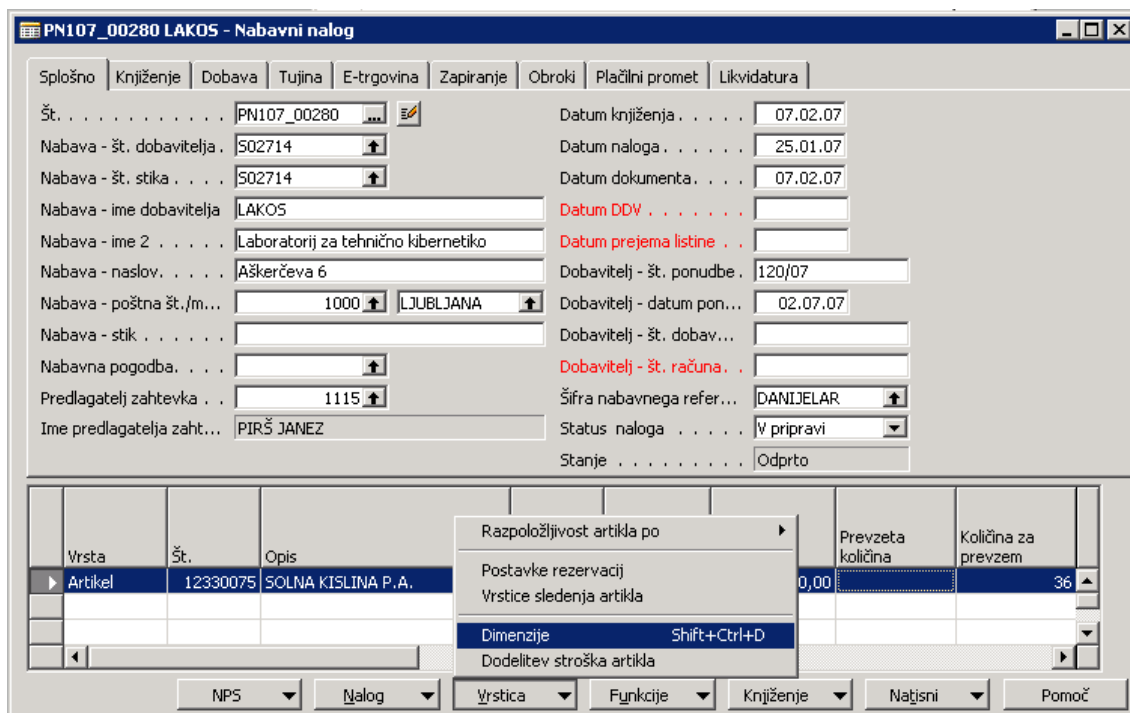 PN107_00280 LAKOS - Nabavni nalog
Splošno Knjiženje Dobava Tujina E-trgovina Zapiranje Obroki Plačilni promet Likvidatura
Št. . . . . . . . . . . . . PN107_00280 ...
Nabava - št. dobavitelja . S02714
Nabava - št. stika . . . . S02714
Nabava - ime dobavitelja LAKOS
Nabava - ime 2 . . . . . Laboratorij za tehnično kibernetiko
Nabava - naslov. . . . . Aškerčeva 6
Nabava - poštna št./m... 1000 LJUBLJANA
Nabava - stik . . . . . .
Nabavna pogodba. . . .
Predlagatelj zahtevka . . 1115
Ime predlagatelja zaht... PIRŠ JANEZ
Datum knjiženja . . . . . 07.02.07
Datum naloga . . . . . . 25.01.07
Datum dokumenta. . . . 07.02.07
Datum DDV . . . . . . .
Datum prejema listine . .
Dobavitelj - št. ponudbe . 120/07
Dobavitelj - datum pon... 02.07.07
Dobavitelj - št. dobav...
Dobavitelj - št. računa. .
Šifra nabavnega refer... DANIJELAR
Status naloga . . . . . V pripravi
Stanje . . . . . . . . . Odprto
Vrsta Št. Opis Prevzeta količina Količina za prevzem
Artikel 12330075 SOLNA KISLINA P.A. 0,00 36
Razpoložljivost artikla po
Postavke rezervacij
Vrstice sledenja artikla
Dimenzije Shift+Ctrl+D
Dodelitev stroška artikla
NPS Nalog Vrstica Funkcije Knjiženje Natisni Pomoč